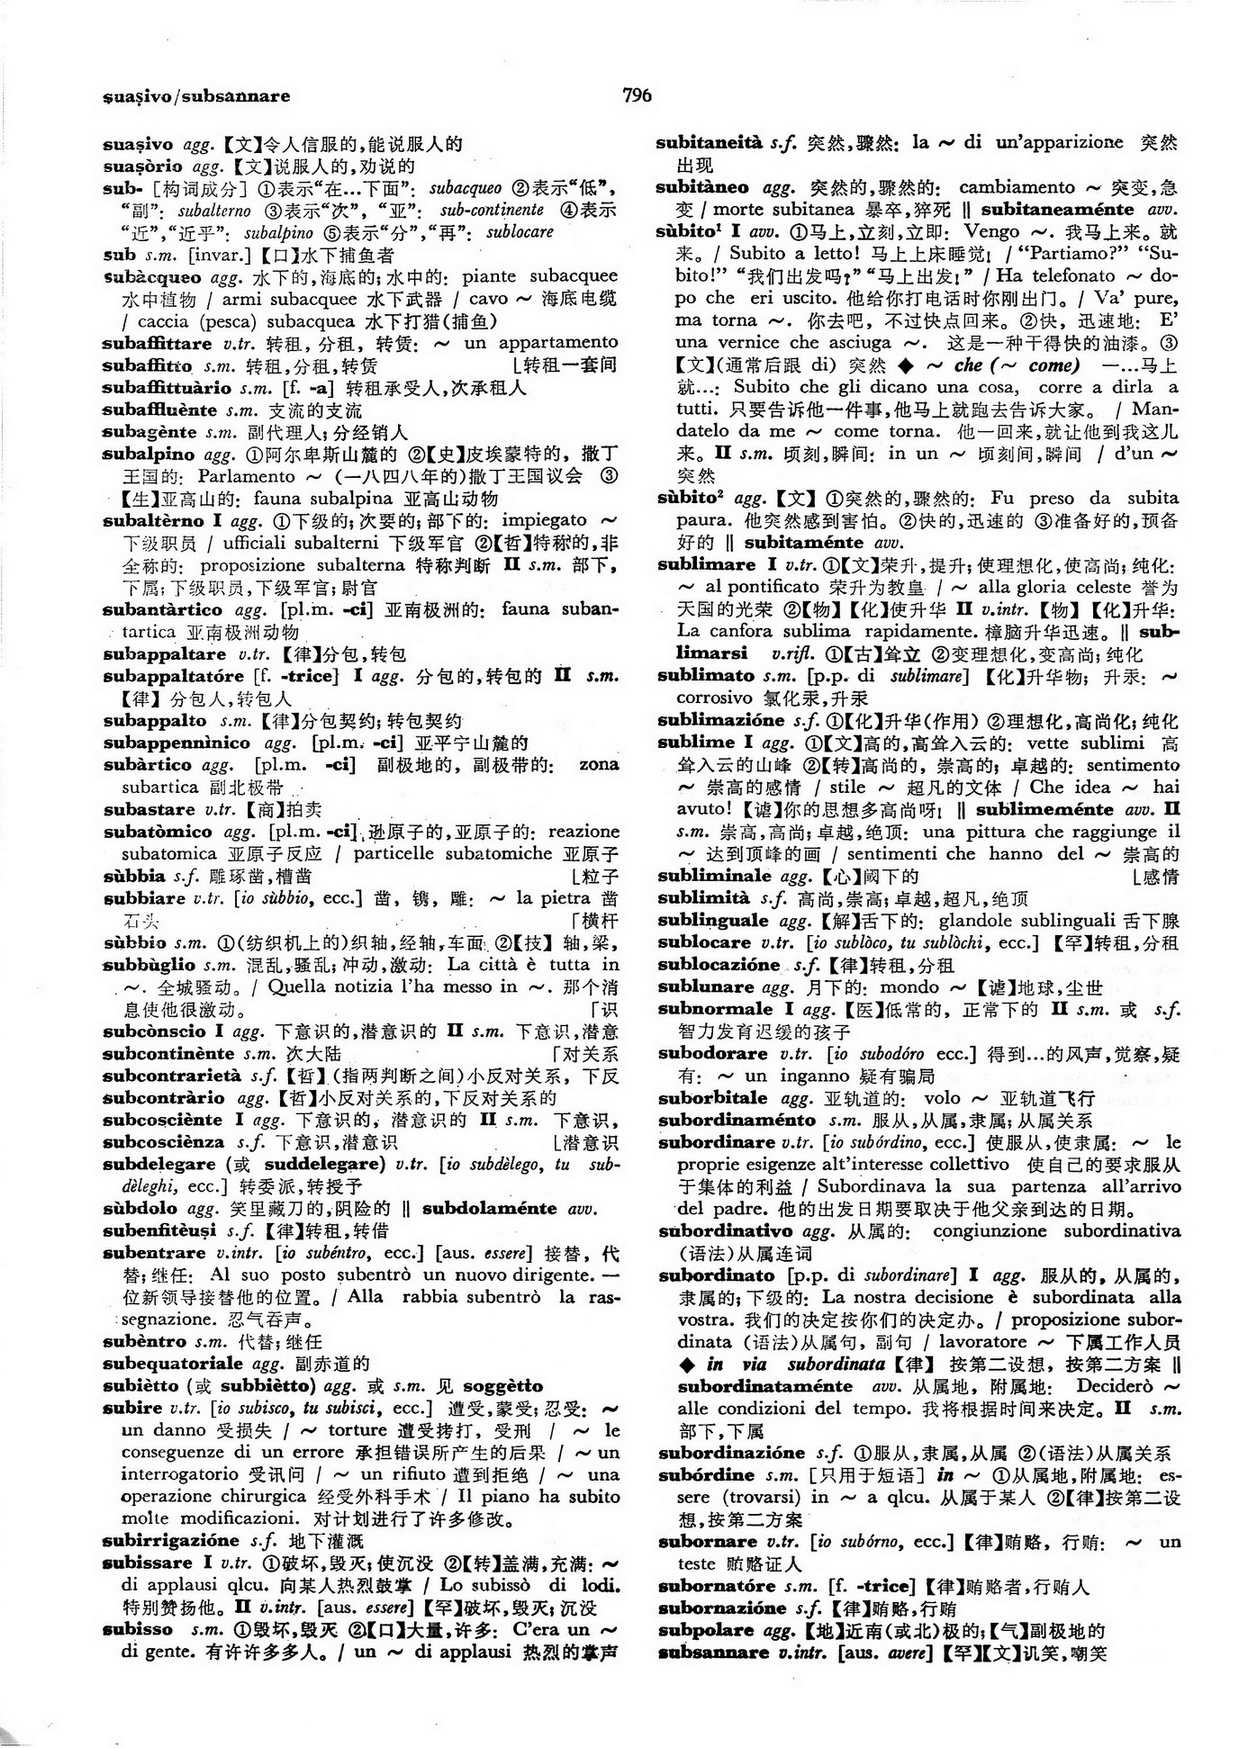 suaṣivo/subsannare
796
suaṣivo agg.【文】令人信服的,能说服人的
suaṣòrio agg.【文】说服人的,劝说的
sub- [构词成分] ①表示“在…下面”: subacqueo ②表示“低”,
“副”: subalterno ③表示“次”, “亚”: sub-continente ④表示
“近”,“近乎”: subalpino ⑤表示“分”,“再”: sublocare
sub s.m. [invar.]【口】水下捕鱼者
subàcqueo agg. 水下的,海底的;水中的: piante subacquee
水中植物 / armi subacquee 水下武器 / cavo ~ 海底电缆
/ caccia (pesca) subacquea 水下打猎(捕鱼)
subaffittare v.tr. 转租, 分租, 转赁: ~ un appartamento
subaffitto s.m. 转租,分租,转赁 ⌊转租一套间
subaffittuàrio s.m. [f. -a] 转租承受人,次承租人
subaffluènte s.m. 支流的支流
subagènte s.m. 副代理人;分经销人
subalpino agg. ①阿尔卑斯山麓的 ②【史】皮埃蒙特的, 撒丁
王国的: Parlamento ~ (一八四八年的)撒丁王国议会 ③
【生】亚高山的: fauna subalpina 亚高山动物
subaltèrno I agg. ①下级的;次要的;部下的: impiegato ~
下级职员 / ufficiali subalterni 下级军官 ②【哲】特称的,非
全称的: proposizione subalterna 特称判断 II s.m. 部下,
下属;下级职员,下级军官;尉官
subantàrtico agg. [pl.m. -ci] 亚南极洲的: fauna suban-
tartica 亚南极洲动物
subappaltare v.tr.【律】分包,转包
subappaltatóre [f. -trice] I agg. 分包的,转包的 II s.m.
【律】分包人,转包人
subappalto s.m.【律】分包契约;转包契约
subappennìnico agg. [pl.m. -ci] 亚平宁山麓的
subàrtico agg. [pl.m. -ci] 副极地的, 副极带的: zona
subartica 副北极带
subastare v.tr.【商】拍卖
subatòmico agg. [pl.m. -ci] 逊原子的,亚原子的: reazione
subatomica 亚原子反应 / particelle subatomiche 亚原子
sùbbia s.f. 雕琢凿,槽凿 ⌊粒子
subbiare v.tr. [io sùbbio, ecc.] 凿, 镌, 雕: ~ la pietra 凿
石头 ⌈横杆
sùbbio s.m. ①(纺织机上的)织轴,经轴,车面 ②【技】轴,梁,
subbùglio s.m. 混乱,骚乱;冲动,激动: La città è tutta in
~. 全城骚动。/ Quella notizia l'ha messo in ~. 那个消
息使他很激动。 ⌈识
subcònscio I agg. 下意识的,潜意识的 II s.m. 下意识,潜意
subcontinènte s.m. 次大陆 ⌈对关系
subcontrarietà s.f.【哲】(指两判断之间)小反对关系, 下反
subcontràrio agg.【哲】小反对关系的,下反对关系的
subcosciènte I agg. 下意识的, 潜意识的 II s.m. 下意识,
subcosciènza s.f. 下意识,潜意识 ⌊潜意识
subdelegare (或 suddelegare) v.tr. [io subdèlego, tu sub-
dèleghi, ecc.] 转委派,转授予
sùbdolo agg. 笑里藏刀的,阴险的 ‖ subdolaménte avv.
subenfitèuṣi s.f.【律】转租,转借
subentrare v.intr. [io subéntro, ecc.] [aus. essere] 接替, 代
替;继任: Al suo posto subentrò un nuovo dirigente. 一
位新领导接替他的位置。/ Alla rabbia subentrò la ras-
segnazione. 忍气吞声。
subèntro s.m. 代替;继任
subequatoriale agg. 副赤道的
subiètto (或 subbiètto) agg. 或 s.m. 见 soggètto
subire v.tr. [io subisco, tu subisci, ecc.] 遭受,蒙受;忍受: ~
un danno 受损失 / ~ torture 遭受拷打, 受刑 / ~ le
conseguenze di un errore 承担错误所产生的后果 / ~ un
interrogatorio 受讯问 / ~ un rifiuto 遭到拒绝 / ~ una
operazione chirurgica 经受外科手术 / Il piano ha subito
molte modificazioni. 对计划进行了许多修改。
subirrigazióne s.f. 地下灌溉
subissare I v.tr. ①破坏,毁灭;使沉没 ②【转】盖满,充满: ~
di applausi qlcu. 向某人热烈鼓掌 / Lo subissò di lodi.
特别赞扬他。II v.intr. [aus. essere]【罕】破坏,毁灭;沉没
subisso s.m. ①毁坏,毁灭 ②【口】大量,许多: C'era un ~
di gente. 有许许多多人。/ un ~ di applausi 热烈的掌声
subitaneità s.f. 突然,骤然: la ~ di un'apparizione 突然
出现
subitàneo agg. 突然的,骤然的: cambiamento ~ 突变,急
变 / morte subitanea 暴卒,猝死 ‖ subitaneaménte avv.
sùbito¹ I avv. ①马上,立刻,立即: Vengo ~. 我马上来。就
来。/ Subito a letto! 马上上床睡觉! / “Partiamo?” “Su-
bito!” “我们出发吗?”“马上出发!” / Ha telefonato ~ do-
po che eri uscito. 他给你打电话时你刚出门。/ Va' pure,
ma torna ~. 你去吧, 不过快点回来。②快, 迅速地: E'
una vernice che asciuga ~. 这是一种干得快的油漆。③
【文】(通常后跟 di) 突然 ◆ ~ che (~ come) 一…马上
就…: Subito che gli dicano una cosa, corre a dirla a
tutti. 只要告诉他一件事,他马上就跑去告诉大家。 / Man-
datelo da me ~ come torna. 他一回来,就让他到我这儿
来。II s.m. 顷刻,瞬间: in un ~ 顷刻间,瞬间 / d'un ~
突然
sùbito² agg.【文】①突然的,骤然的: Fu preso da subita
paura. 他突然感到害怕。②快的,迅速的 ③准备好的,预备
好的 ‖ subitaménte avv.
sublimare I v.tr. ①【文】荣升,提升;使理想化,使高尚;纯化:
~ al pontificato 荣升为教皇 / ~ alla gloria celeste 誉为
天国的光荣 ②【物】【化】使升华 II v.intr.【物】【化】升华:
La canfora sublima rapidamente. 樟脑升华迅速。‖ sub-
limarsi v.rifl. ①【古】耸立 ②变理想化,变高尚;纯化
sublimato s.m. [p.p. di sublimare]【化】升华物; 升汞: ~
corrosivo 氯化汞,升汞
sublimazióne s.f. ①【化】升华(作用) ②理想化,高尚化;纯化
sublime I agg. ①【文】高的,高耸入云的: vette sublimi 高
耸入云的山峰 ②【转】高尚的, 崇高的; 卓越的: sentimento
~ 崇高的感情 / stile ~ 超凡的文体 / Che idea ~ hai
avuto!【谑】你的思想多高尚呀! ‖ sublimeménte avv. II
s.m. 崇高,高尚;卓越,绝顶: una pittura che raggiunge il
~ 达到顶峰的画 / sentimenti che hanno del ~ 崇高的
subliminale agg.【心】阈下的 ⌊感情
sublimità s.f. 高尚,崇高;卓越,超凡,绝顶
sublinguale agg.【解】舌下的: glandole sublinguali 舌下腺
sublocare v.tr. [io sublòco, tu sublòchi, ecc.]【罕】转租,分租
sublocazióne s.f.【律】转租,分租
sublunare agg. 月下的: mondo ~【谑】地球,尘世
subnormale I agg.【医】低常的, 正常下的 II s.m. 或 s.f.
智力发育迟缓的孩子
subodorare v.tr. [io subodóro ecc.] 得到…的风声,觉察,疑
有: ~ un inganno 疑有骗局
suborbitale agg. 亚轨道的: volo ~ 亚轨道飞行
subordinaménto s.m. 服从,从属,隶属;从属关系
subordinare v.tr. [io subórdino, ecc.] 使服从,使隶属: ~ le
proprie esigenze alt'interesse collettivo 使自己的要求服从
于集体的利益 / Subordinava la sua partenza all'arrivo
del padre. 他的出发日期要取决于他父亲到达的日期。
subordinativo agg. 从属的: congiunzione subordinativa
(语法)从属连词
subordinato [p.p. di subordinare] I agg. 服从的, 从属的,
隶属的;下级的: La nostra decisione è subordinata alla
vostra. 我们的决定按你们的决定办。/ proposizione subor-
dinata (语法)从属句, 副句 / lavoratore ~ 下属工作人员
◆ in via subordinata【律】按第二设想, 按第二方案 ‖
subordinataménte avv. 从属地, 附属地: Deciderò ~
alle condizioni del tempo. 我将根据时间来决定。II s.m.
部下,下属
subordinazióne s.f. ①服从,隶属,从属 ②(语法)从属关系
subórdine s.m. [只用于短语] in ~ ①从属地,附属地: es-
sere (trovarsi) in ~ a qlcu. 从属于某人 ②【律】按第二设
想,按第二方案
subornare v.tr. [io subórno, ecc.]【律】贿赂, 行贿: ~ un
teste 贿赂证人
subornatóre s.m. [f. -trice]【律】贿赂者,行贿人
subornazióne s.f.【律】贿赂,行贿
subpolare agg.【地】近南(或北)极的;【气】副极地的
subsannare v.intr. [aus. avere]【罕】【文】讥笑,嘲笑